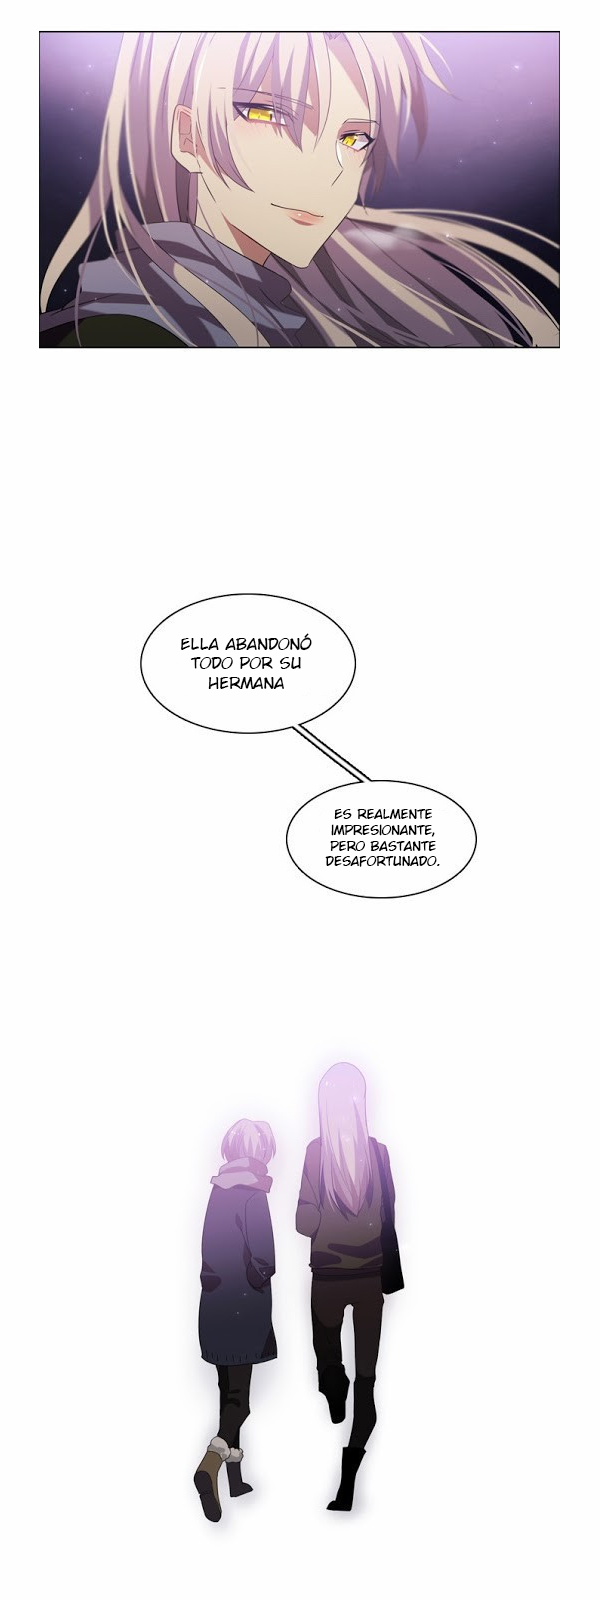 ELLA ABANDONÓ
TODO POR SU
HERMANA
ES REALMENTE
IMPRESIONANTE,
PERO BASTANTE
DESAFORTUNADO.